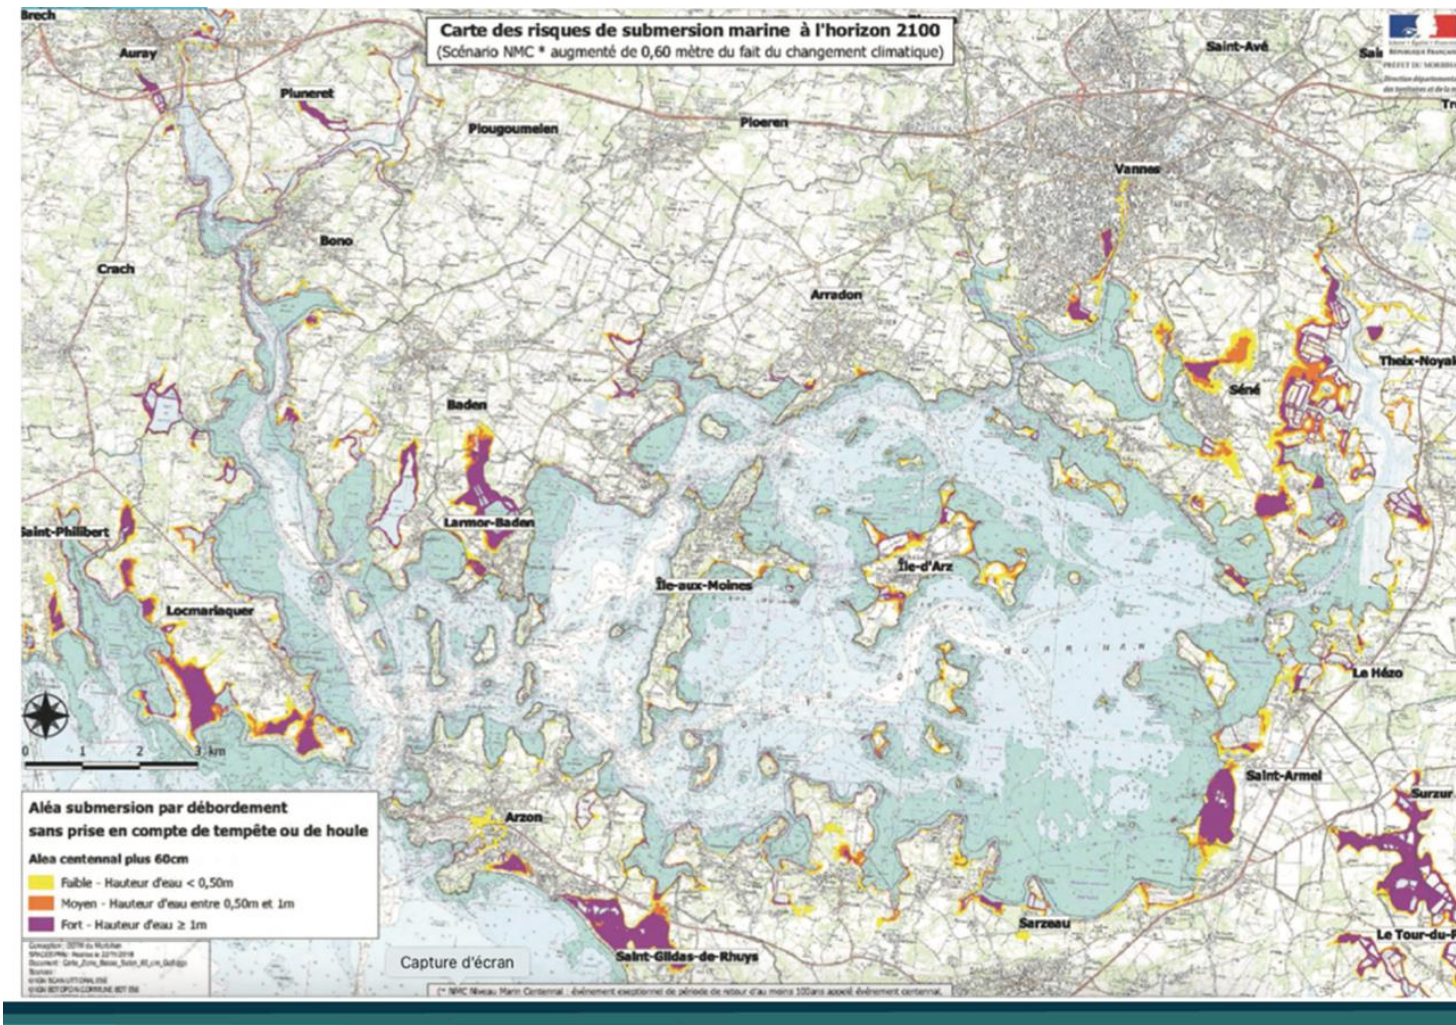 Brech
Carte des risques de submersion marine à l'horizon 2100
(Scénario NMC * augmenté de 0,60 mètre du fait du changement climatique)
Auray
Saint-Avé
RÉPUBLIQUE FRANÇAISE
PRÉFET DU MORBIHAN
Pluneret
Plougoumelen
Ploeren
Vannes
Bono
Crach
Arradon
Theix-Noyal
Séné
Baden
Larmor-Baden
Saint-Philibert
Île-d'Arz
Île-aux-Moines
Locmariaquer
Le Hézo
0 1 2 3 km
Saint-Armel
Surzur
Arzon
Aléa submersion par débordement
sans prise en compte de tempête ou de houle
Alea centennal plus 60cm
Faible - Hauteur d'eau < 0,50m
Moyen - Hauteur d'eau entre 0,50m et 1m
Fort - Hauteur d'eau ≥ 1m
Sarzeau
Le Tour-du-P
Saint-Gildas-de-Rhuys
Capture d'écran
(* NMC Niveau Marin Centennal : événement exceptionnel de période de retour d'au moins 100ans appelé événement centennal.